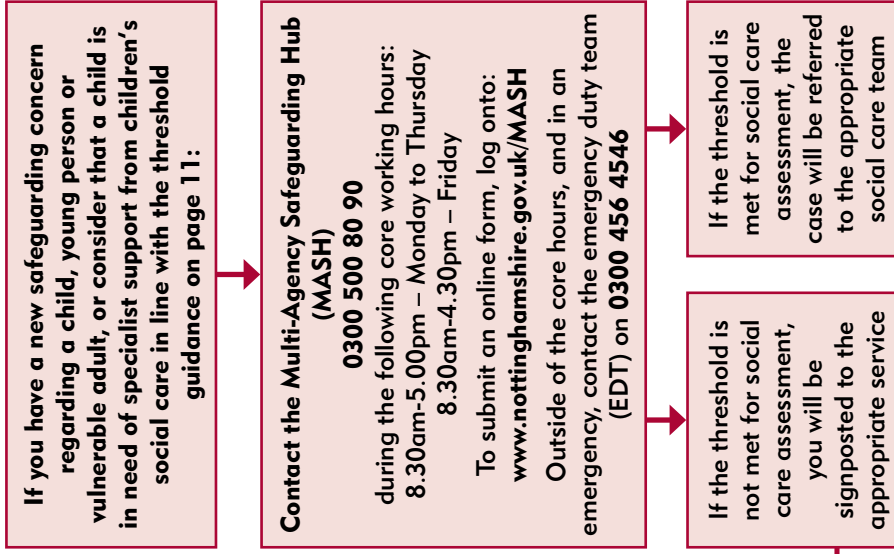 If you have a new safeguarding concern
regarding a child, young person or
vulnerable adult, or consider that a child is
in need of specialist support from children’s
social care in line with the threshold
guidance on page 11:
Contact the Multi-Agency Safeguarding Hub
(MASH)
0300 500 80 90
during the following core working hours:
8.30am-5.00pm – Monday to Thursday
8.30am-4.30pm – Friday
To submit an online form, log onto:
www.nottinghamshire.gov.uk/MASH
Outside of the core hours, and in an
emergency, contact the emergency duty team
(EDT) on 0300 456 4546
If the threshold is
not met for social
care assessment,
you will be
signposted to the
appropriate service
If the threshold is
met for social care
assessment, the
case will be referred
to the appropriate
social care team